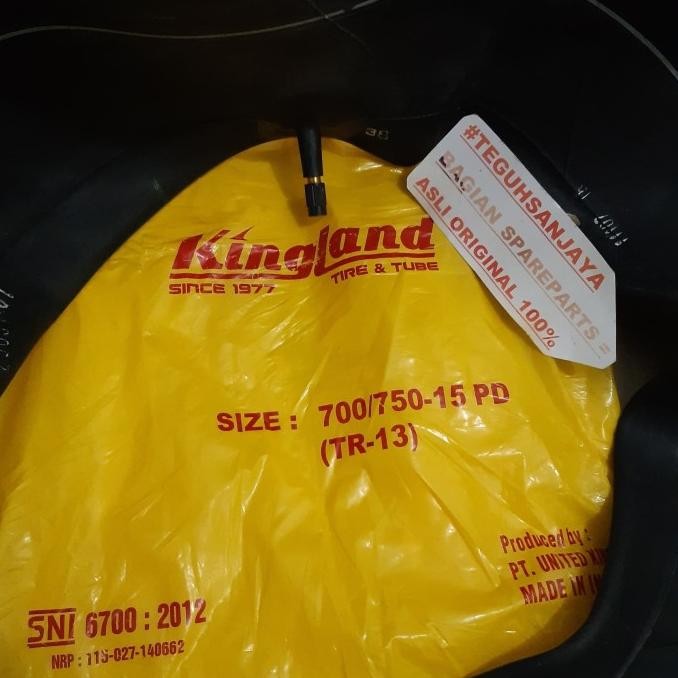 38
#TEGUHSANJAYA
BAGIAN SPAREPARTS =
ASLI ORIGINAL 100%
Kingland
TIRE & TUBE
SINCE 1977
SIZE : 700/750-15 PD
(TR-13)
Produced by :
PT. UNITED
MADE IN
SNI 6700 : 2012
NRP : 115-027-140662